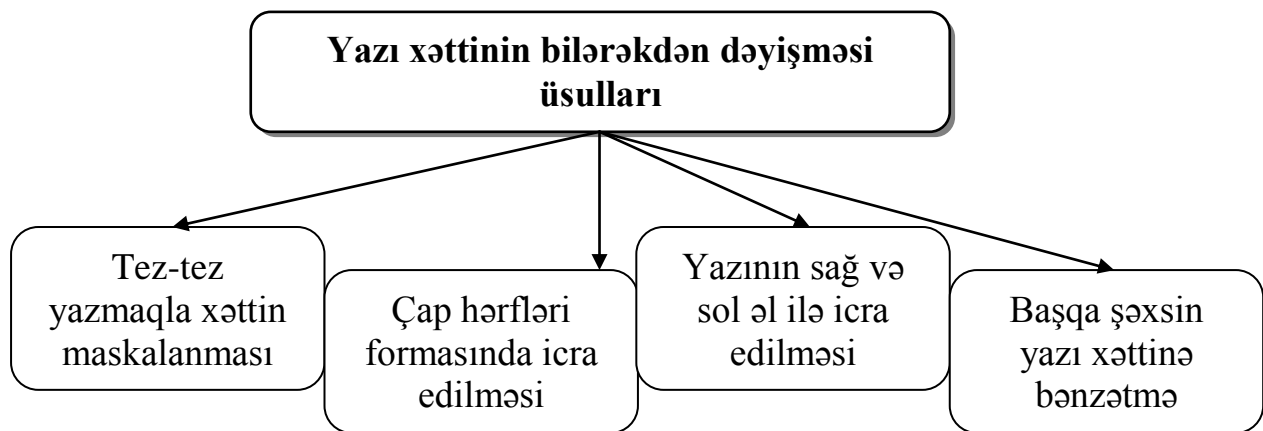 Yazı xəttinin bilərəkdən dəyişməsi
üsulları
Tez-tez
yazmaqla xəttin
maskalanması
Çap hərfləri
formasında icra
edilməsi
Yazının sağ və
sol əl ilə icra
edilməsi
Başqa şəxsin
yazı xəttinə
bənzətmə